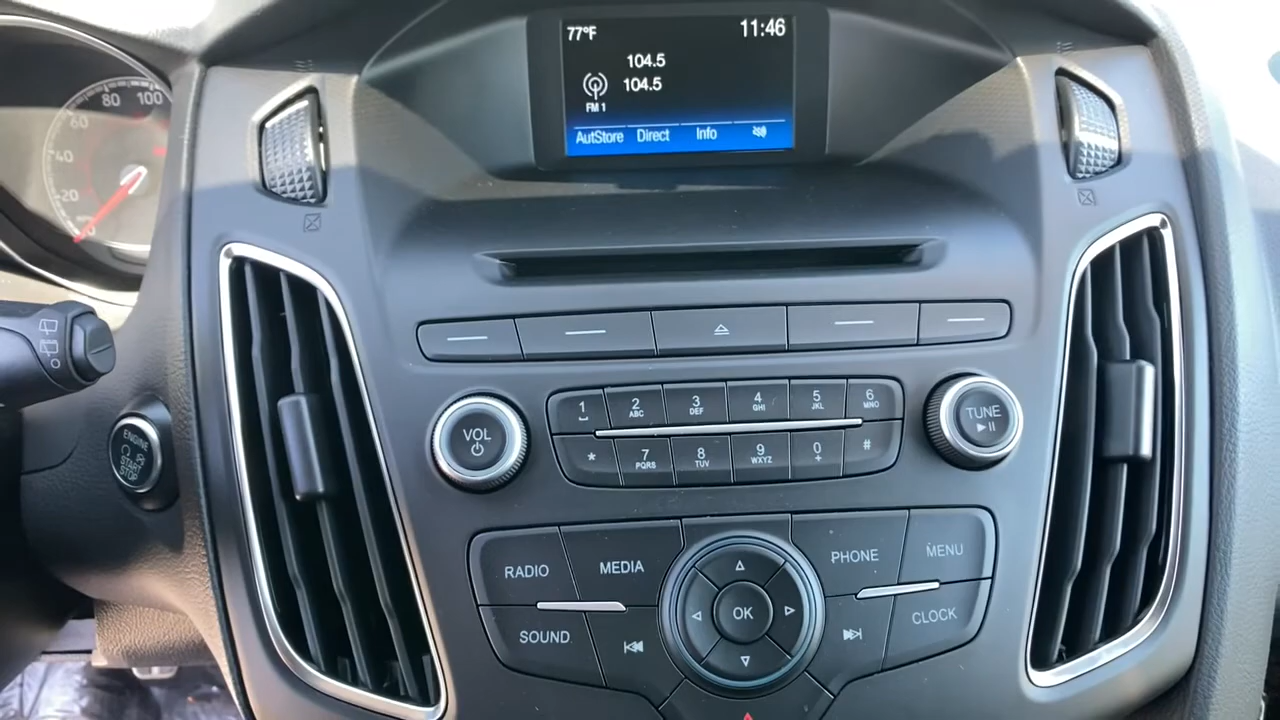 77°F 11:46
104.5
104.5
FM 1
AutStore Direct Info
80 100
60
40
20
0
1 2 ABC 3 DEF 4 GHI 5 JKL 6 MNO
* 7 PQRS 8 TUV 9 WXYZ 0 + #
VOL
TUNE
ENGINE
START
STOP
RADIO MEDIA PHONE MENU
SOUND OK CLOCK